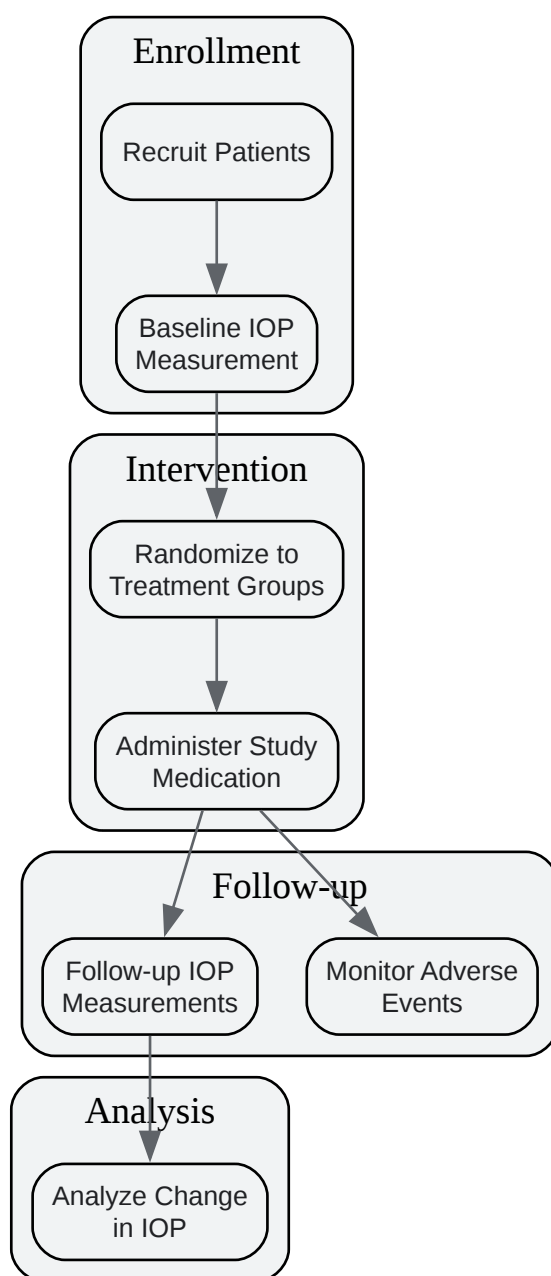 Enrollment
Recruit Patients
Baseline IOP
Measurement
Intervention
Randomize to
Treatment Groups
Administer Study
Medication
Follow-up
Follow-up IOP
Measurements
Monitor Adverse
Events
Analysis
Analyze Change
in IOP